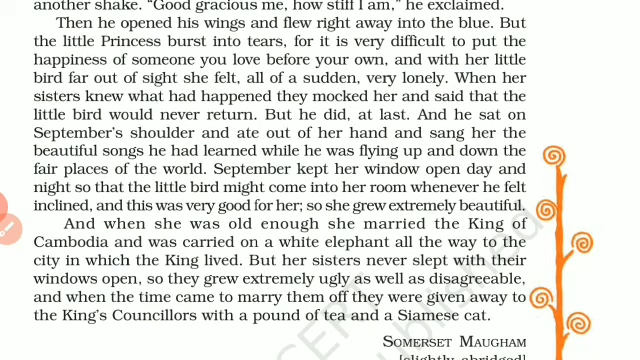 another shake. “Good gracious me, how stiff I am,” he exclaimed.
Then he opened his wings and flew right away into the blue. But
the little Princess burst into tears, for it is very difficult to put the
happiness of someone you love before your own, and with her little
bird far out of sight she felt, all of a sudden, very lonely. When her
sisters knew what had happened they mocked her and said that the
little bird would never return. But he did, at last. And he sat on
September’s shoulder and ate out of her hand and sang her the
beautiful songs he had learned while he was flying up and down the
fair places of the world. September kept her window open day and
night so that the little bird might come into her room whenever he felt
inclined, and this was very good for her; so she grew extremely beautiful.
And when she was old enough she married the King of
Cambodia and was carried on a white elephant all the way to the
city in which the King lived. But her sisters never slept with their
windows open, so they grew extremely ugly as well as disagreeable,
and when the time came to marry them off they were given away to
the King’s Councillors with a pound of tea and a Siamese cat.
SOMERSET MAUGHAM
[slightly abridged]